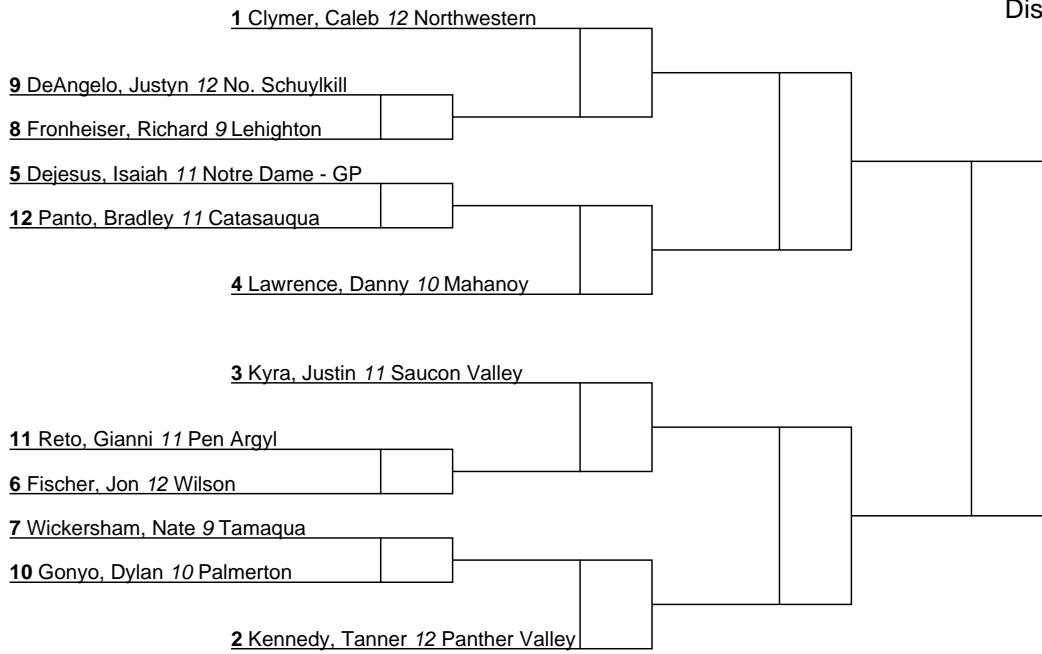 1 Clymer, Caleb 12 Northwestern
Dis
9 DeAngelo, Justyn 12 No. Schuylkill
8 Fronheiser, Richard 9 Lehighton
5 Dejesus, Isaiah 11 Notre Dame - GP
12 Panto, Bradley 11 Catasauqua
4 Lawrence, Danny 10 Mahanoy
3 Kyra, Justin 11 Saucon Valley
11 Reto, Gianni 11 Pen Argyl
6 Fischer, Jon 12 Wilson
7 Wickersham, Nate 9 Tamaqua
10 Gonyo, Dylan 10 Palmerton
2 Kennedy, Tanner 12 Panther Valley